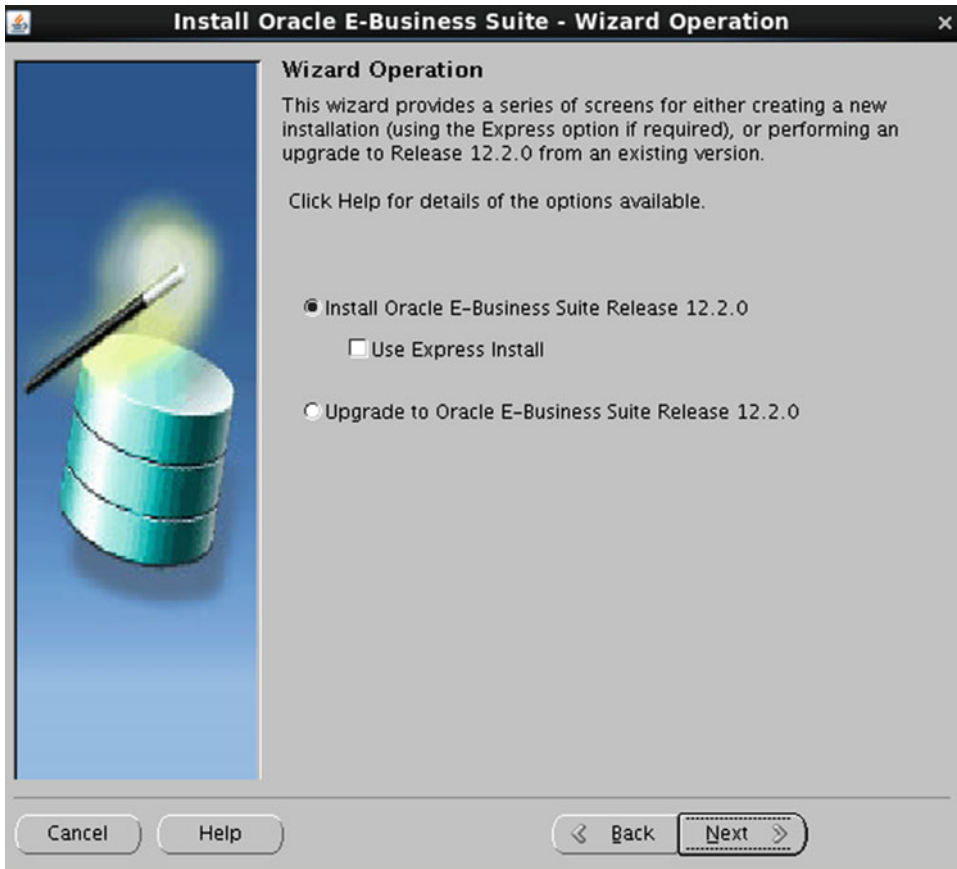 Install Oracle E-Business Suite - Wizard Operation
Wizard Operation
This wizard provides a series of screens for either creating a new
installation (using the Express option if required), or performing an
upgrade to Release 12.2.0 from an existing version.
Click Help for details of the options available.
Install Oracle E-Business Suite Release 12.2.0
Use Express Install
Upgrade to Oracle E-Business Suite Release 12.2.0
Cancel Help Back Next